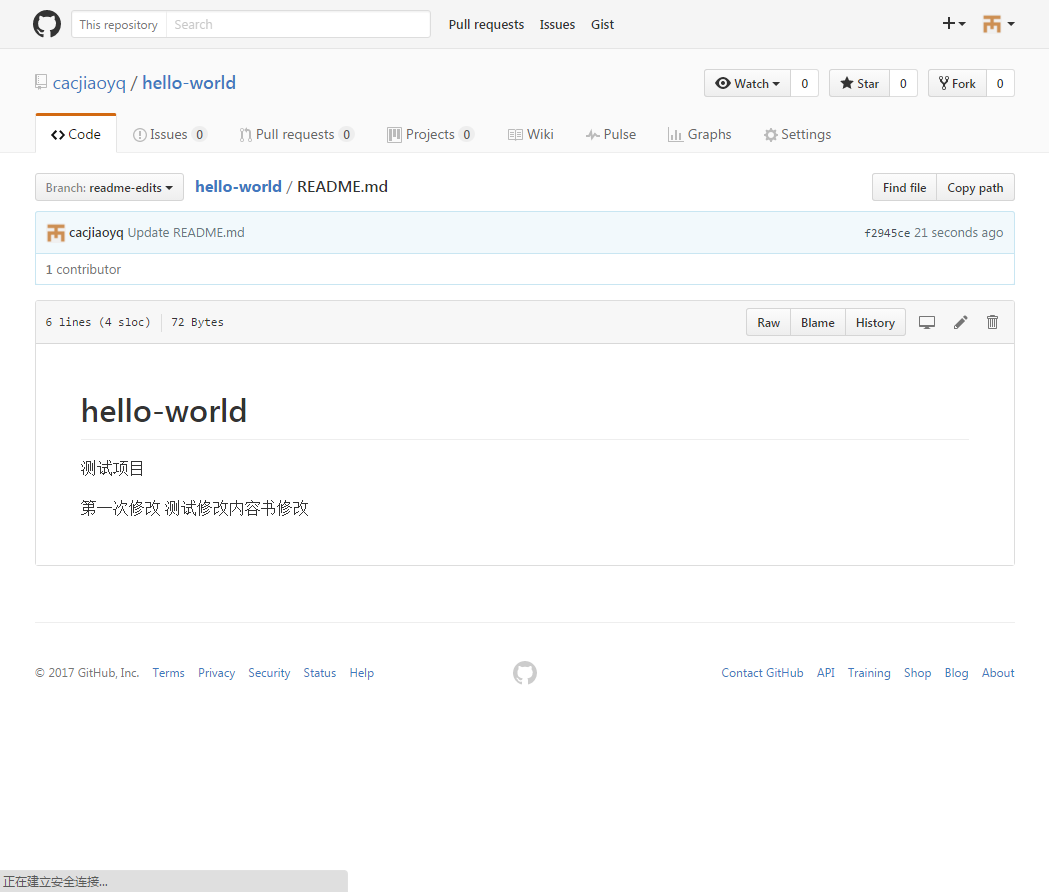 This repository Search Pull requests Issues Gist
cacjiaoyq / hello-world Watch 0 Star 0 Fork 0
Code Issues 0 Pull requests 0 Projects 0 Wiki Pulse Graphs Settings
Branch: readme-edits hello-world / README.md Find file Copy path
cacjiaoyq Update README.md f2945ce 21 seconds ago
1 contributor
6 lines (4 sloc) 72 Bytes Raw Blame History
hello-world
测试项目
第一次修改 测试修改内容书修改
© 2017 GitHub, Inc. Terms Privacy Security Status Help Contact GitHub API Training Shop Blog About
正在建立安全连接...